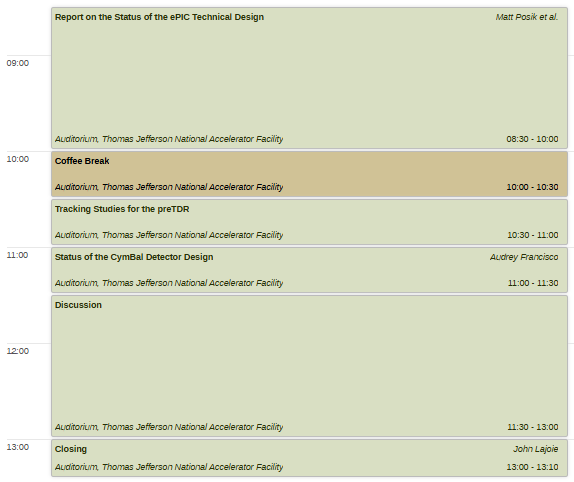 Report on the Status of the ePIC Technical Design Matt Posik et al.
09:00
Auditorium, Thomas Jefferson National Accelerator Facility 08:30 - 10:00
10:00 Coffee Break
Auditorium, Thomas Jefferson National Accelerator Facility 10:00 - 10:30
Tracking Studies for the preTDR
Auditorium, Thomas Jefferson National Accelerator Facility 10:30 - 11:00
11:00 Status of the CymBal Detector Design Audrey Francisco
Auditorium, Thomas Jefferson National Accelerator Facility 11:00 - 11:30
Discussion
12:00
Auditorium, Thomas Jefferson National Accelerator Facility 11:30 - 13:00
13:00 Closing John Lajoie
Auditorium, Thomas Jefferson National Accelerator Facility 13:00 - 13:10